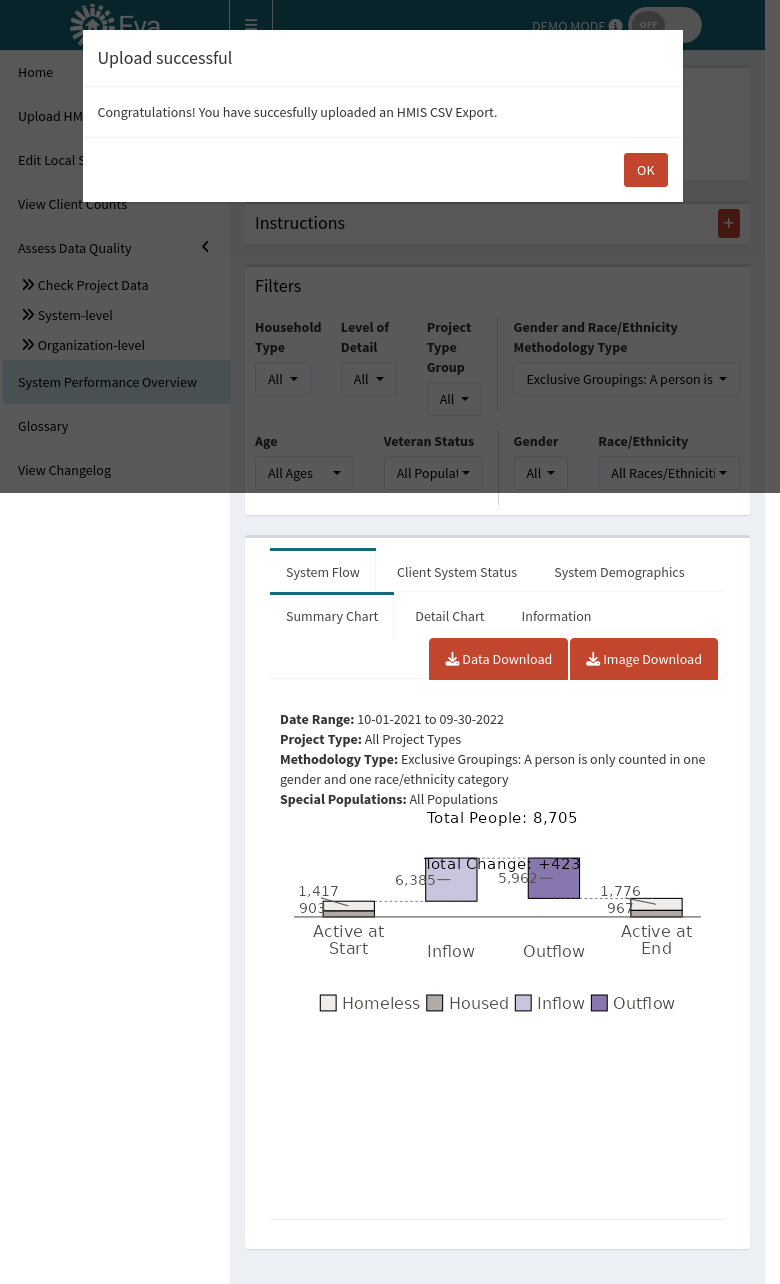 Eva
DEMO MODE
OFF
Upload successful
Congratulations! You have succesfully uploaded an HMIS CSV Export.
OK
Home
Upload HM
Edit Local S
View Client Counts
Assess Data Quality
Check Project Data
System-level
Organization-level
System Performance Overview
Glossary
View Changelog
Instructions
+
Filters
Household Type
Level of Detail
Project Type Group
Gender and Race/Ethnicity Methodology Type
All
All
All
Exclusive Groupings: A person is
Age
Veteran Status
Gender
Race/Ethnicity
All Ages
All Populat
All
All Races/Ethniciti
System Flow
Client System Status
System Demographics
Summary Chart
Detail Chart
Information
Data Download
Image Download
Date Range: 10-01-2021 to 09-30-2022
Project Type: All Project Types
Methodology Type: Exclusive Groupings: A person is only counted in one
gender and one race/ethnicity category
Special Populations: All Populations
Total People: 8,705
Total Change: +423
1,417
903
6,385
5,962
1,776
967
Active at
Start
Inflow
Outflow
Active at
End
Homeless
Housed
Inflow
Outflow